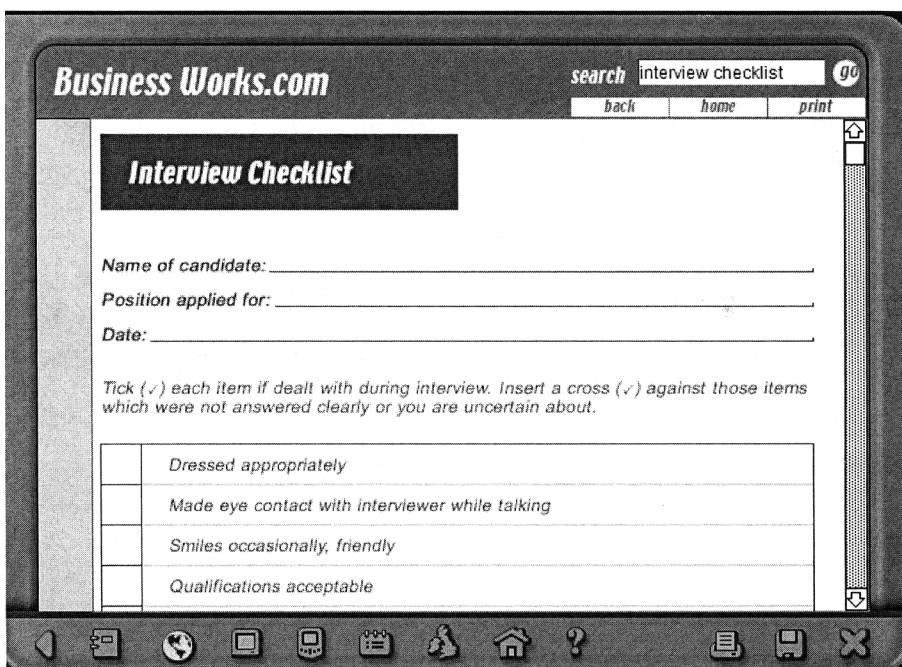 Business Works.com
search interview checklist go
back home print
Interview Checklist
Name of candidate:
Position applied for:
Date:
Tick (✓) each item if dealt with during interview. Insert a cross (✓) against those items
which were not answered clearly or you are uncertain about.
Dressed appropriately
Made eye contact with interviewer while talking
Smiles occasionally, friendly
Qualifications acceptable
?